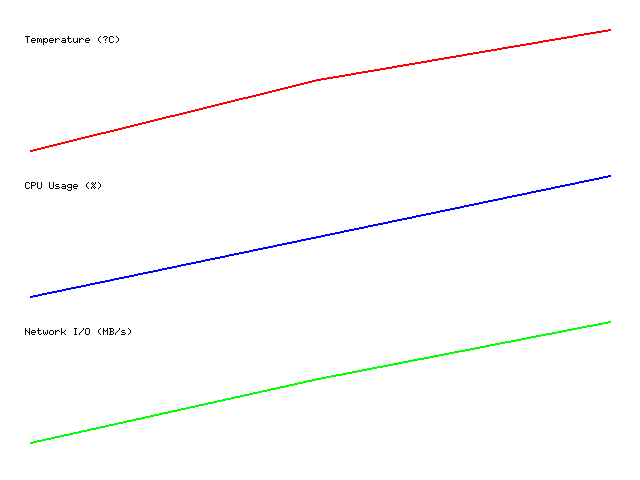 Temperature (?C)
CPU Usage (%)
Network I/O (MB/s)